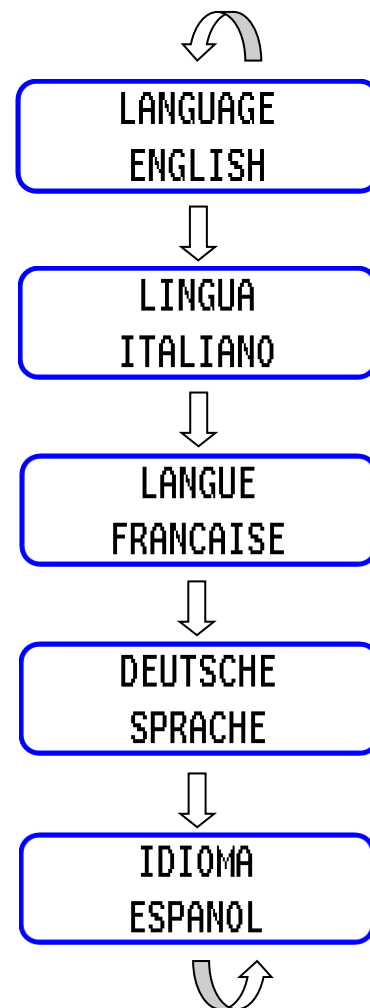 LANGUAGE
ENGLISH
LINGUA
ITALIANO
LANGUE
FRANCAISE
DEUTSCHE
SPRACHE
IDIOMA
ESPANOL